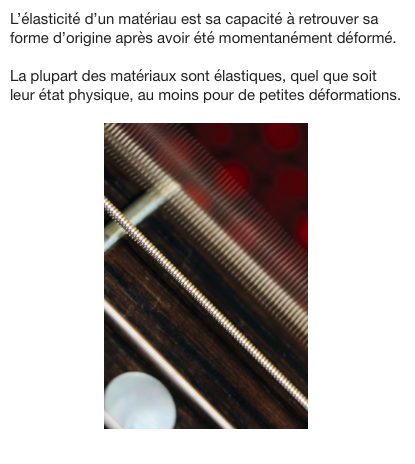 L’élasticité d’un matériau est sa capacité à retrouver sa
forme d’origine après avoir été momentanément déformé.
La plupart des matériaux sont élastiques, quel que soit
leur état physique, au moins pour de petites déformations.